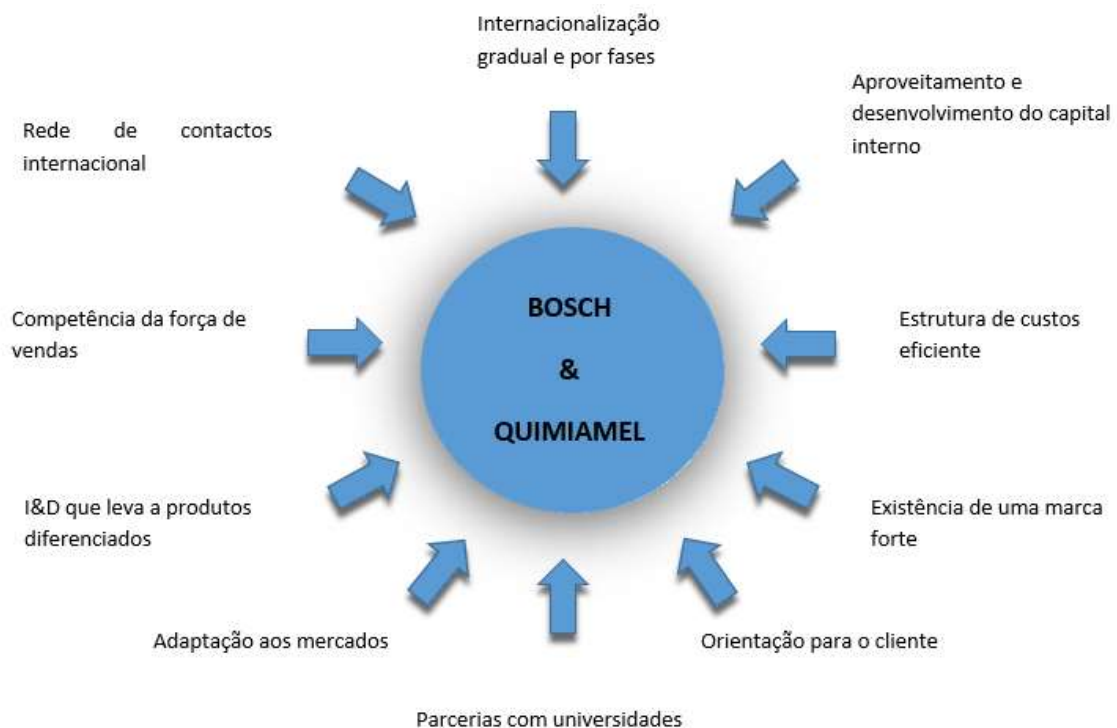 Internacionalização
gradual e por fases
Aproveitamento e
desenvolvimento do capital
interno
Rede de contactos
internacional
BOSCH
&
QUIMIAMEL
Competência da força de
vendas
Estrutura de custos
eficiente
I&D que leva a produtos
diferenciados
Existência de uma marca
forte
Adaptação aos mercados
Orientação para o cliente
Parcerias com universidades